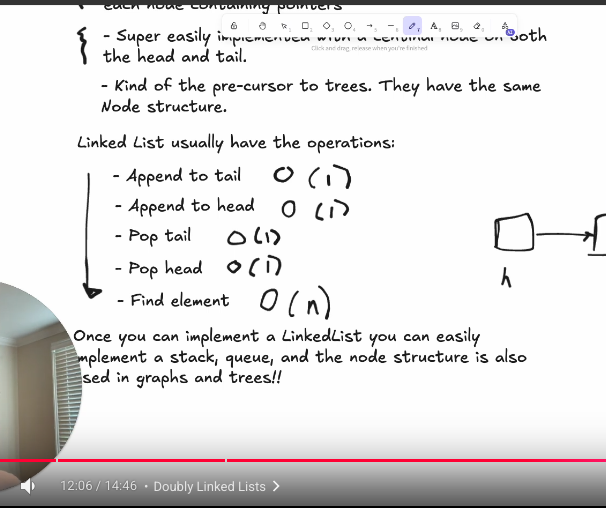 each node containing pointers
Click and drag, release when you're finished
- Super easily implemented with a centinal node on both
the head and tail.
- Kind of the pre-cursor to trees. They have the same
Node structure.
Linked List usually have the operations:
- Append to tail O (1)
- Append to head O (1)
- Pop tail O (1)
- Pop head O (1)
- Find element O (n)
h
Once you can implement a LinkedList you can easily
mplement a stack, queue, and the node structure is also
sed in graphs and trees!!
12:06 / 14:46 • Doubly Linked Lists